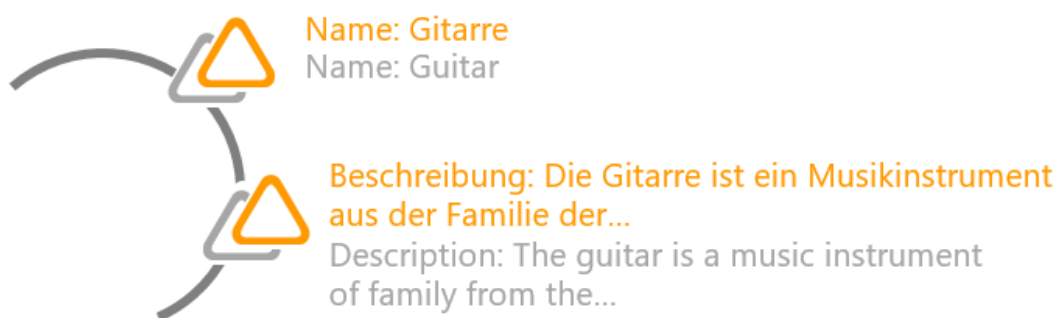 Name: Gitarre
Name: Guitar
Beschreibung: Die Gitarre ist ein Musikinstrument
aus der Familie der...
Description: The guitar is a music instrument
of family from the...